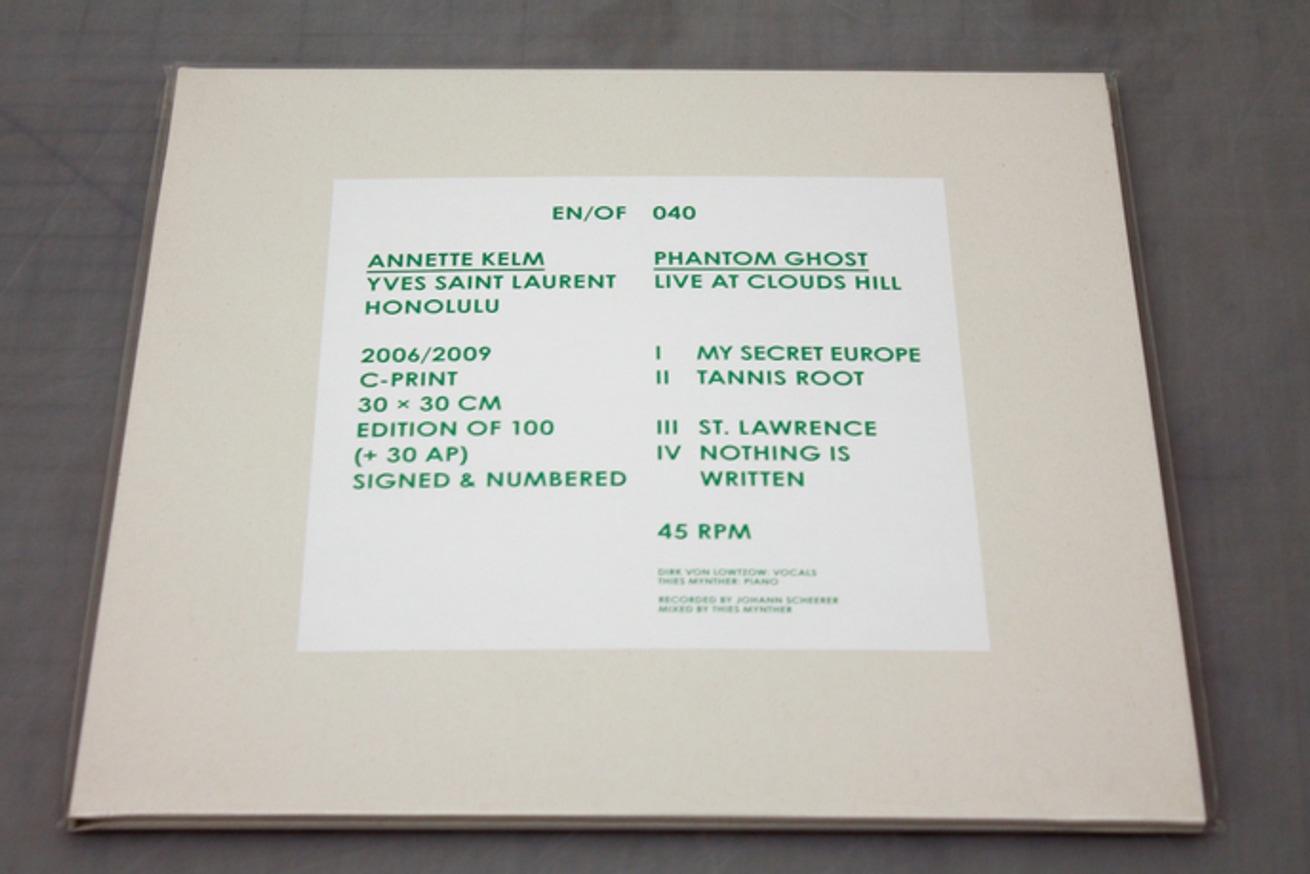 EN/OF 040
ANNETTE KELM
YVES SAINT LAURENT
HONOLULU
2006/2009
C-PRINT
30 × 30 CM
EDITION OF 100
(+ 30 AP)
SIGNED & NUMBERED
PHANTOM GHOST
LIVE AT CLOUDS HILL
I MY SECRET EUROPE
II TANNIS ROOT
III ST. LAWRENCE
IV NOTHING IS
WRITTEN
45 RPM
DIRK VON LOWTZOW: VOCALS
THIES MYNTHER: PIANO
RECORDED BY JOHANN SCHEERER
MIXED BY THIES MYNTHER